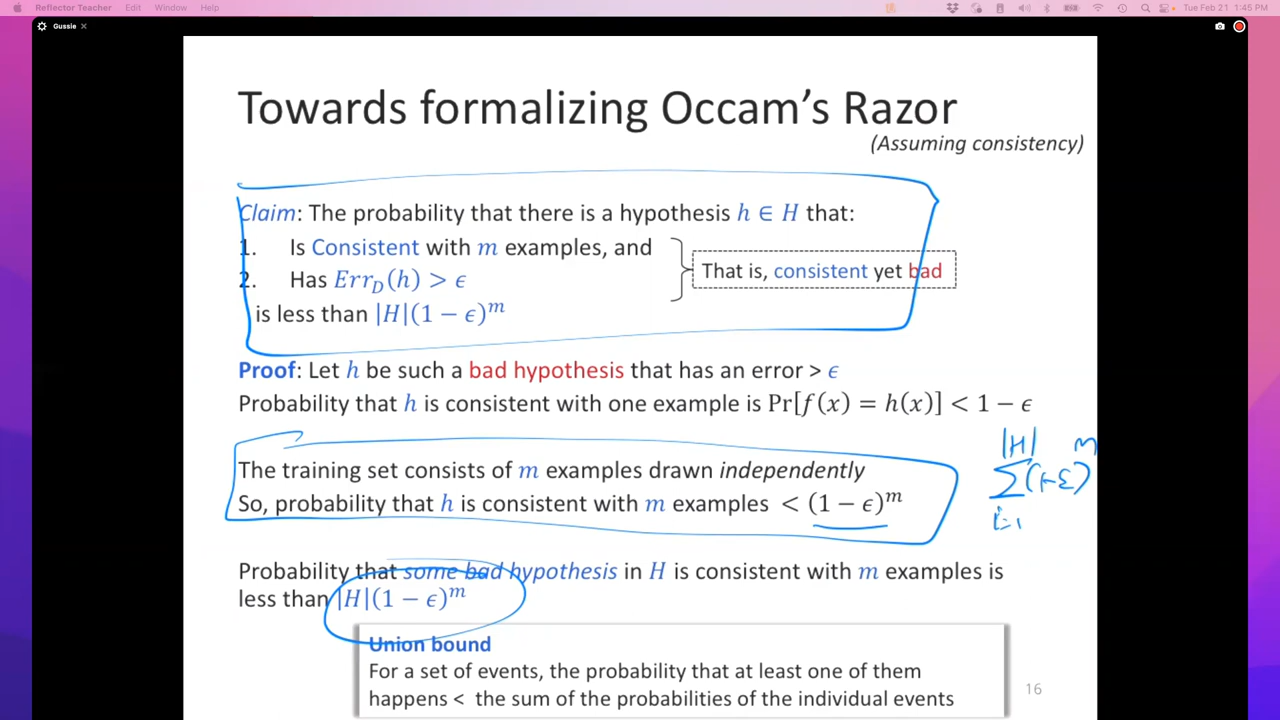 Reflector Teacher Edit Window Help Tue Feb 21 1:45 PM
Gussie
Towards formalizing Occam's Razor
(Assuming consistency)
Claim: The probability that there is a hypothesis h ∈ H that:
1. Is Consistent with m examples, and
2. Has Err_D(h) > ϵ
That is, consistent yet bad
is less than |H|(1 − ϵ)^m
Proof: Let h be such a bad hypothesis that has an error > ϵ
Probability that h is consistent with one example is Pr[f(x) = h(x)] < 1 − ϵ
The training set consists of m examples drawn independently
So, probability that h is consistent with m examples < (1 − ϵ)^m
|H| m
∑(1-ε)
i=1
Probability that some bad hypothesis in H is consistent with m examples is
less than |H|(1 − ϵ)^m
Union bound
For a set of events, the probability that at least one of them
happens < the sum of the probabilities of the individual events
16